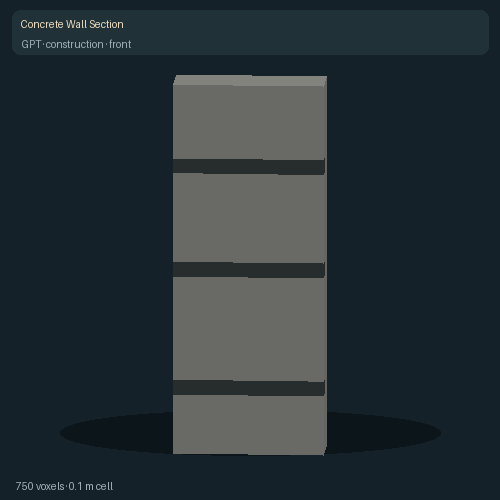 Concrete Wall Section
GPT·construction·front
750 voxels·0.1 m cell